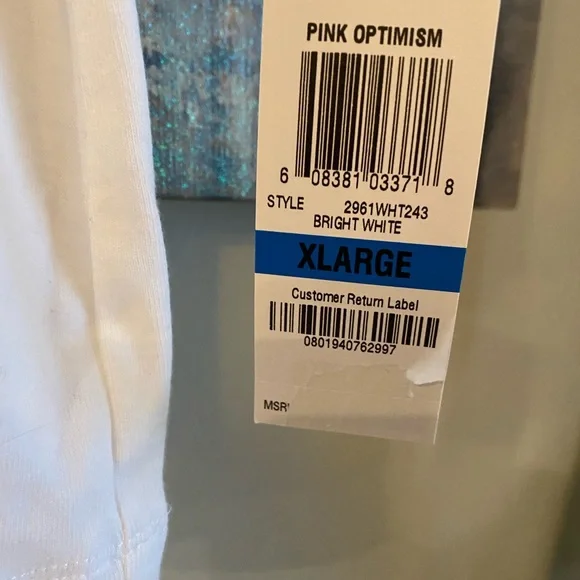 PINK OPTIMISM
6 08381 03371 8
STYLE 2961WHT243
BRIGHT WHITE
XLARGE
Customer Return Label
0801940762997
MSR